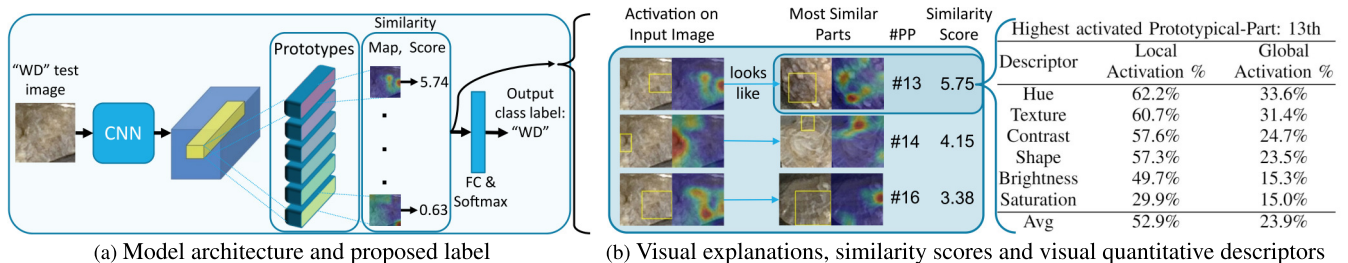 "WD" test
image
CNN
Prototypes
Similarity
Map, Score
5.74
0.63
FC &
Softmax
Output
class label:
"WD"
(a) Model architecture and proposed label
Activation on
Input Image
Most Similar
Parts
#PP
Similarity
Score
looks
like
#13 5.75
#14 4.15
#16 3.38
Highest activated Prototypical-Part: 13th
Descriptor Local Activation % Global Activation %
Hue 62.2% 33.6%
Texture 60.7% 31.4%
Contrast 57.6% 24.7%
Shape 57.3% 23.5%
Brightness 49.7% 15.3%
Saturation 29.9% 15.0%
Avg 52.9% 23.9%
(b) Visual explanations, similarity scores and visual quantitative descriptors